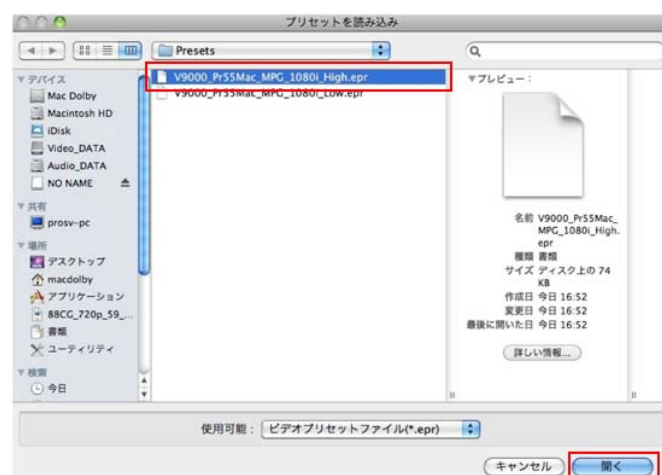 プリセットを読み込み
Presets
デバイス
Mac Dolby
Macintosh HD
iDisk
Video_DATA
Audio_DATA
NO NAME
共有
prosv-pc
場所
デスクトップ
macdolby
アプリケーション
88CG_720p_59_...
書類
ユーティリティ
検索
今日
V9000_Pr55Mac_MPG_1080i_High.epr
V9000_Pr55Mac_MPG_1080i_Low.epr
プレビュー：
名前 V9000_Pr55Mac_
MPG_1080i_High.
epr
種類 書類
サイズ ディスク上の 74
KB
作成日 今日 16:52
変更日 今日 16:52
最後に開いた日 今日 16:52
詳しい情報...
使用可能： ビデオプリセットファイル(*.epr)
キャンセル 開く